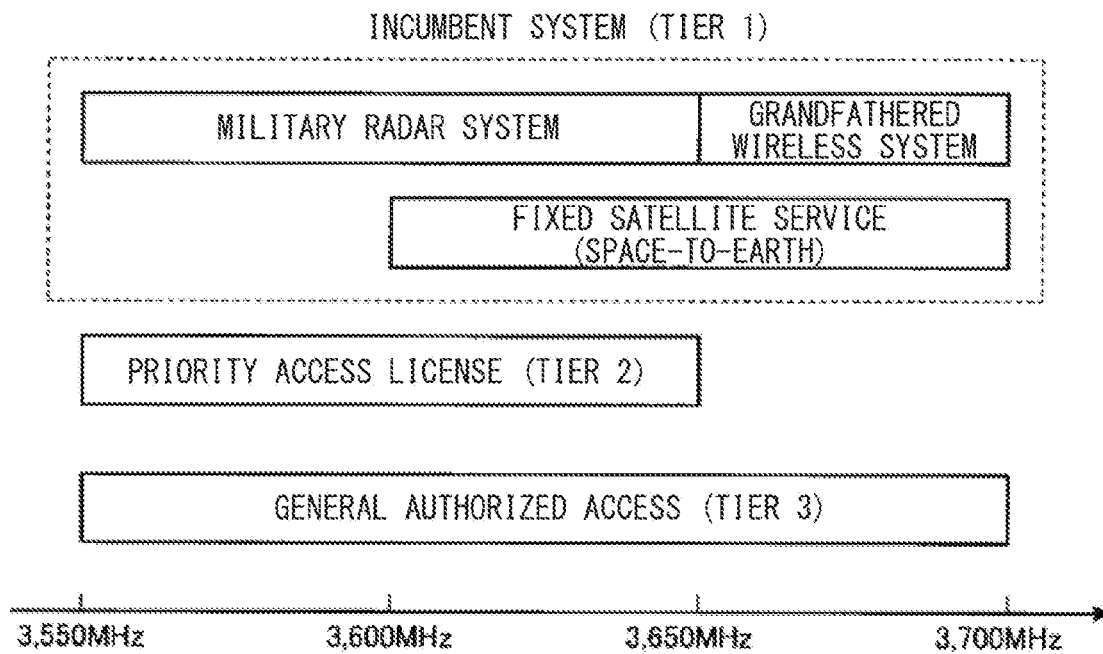 INCUMBENT SYSTEM (TIER 1)
MILITARY RADAR SYSTEM
GRANDFATHERED
WIRELESS SYSTEM
FIXED SATELLITE SERVICE
(SPACE-TO-EARTH)
PRIORITY ACCESS LICENSE (TIER 2)
GENERAL AUTHORIZED ACCESS (TIER 3)
3,550MHz 3,600MHz 3,650MHz 3,700MHz